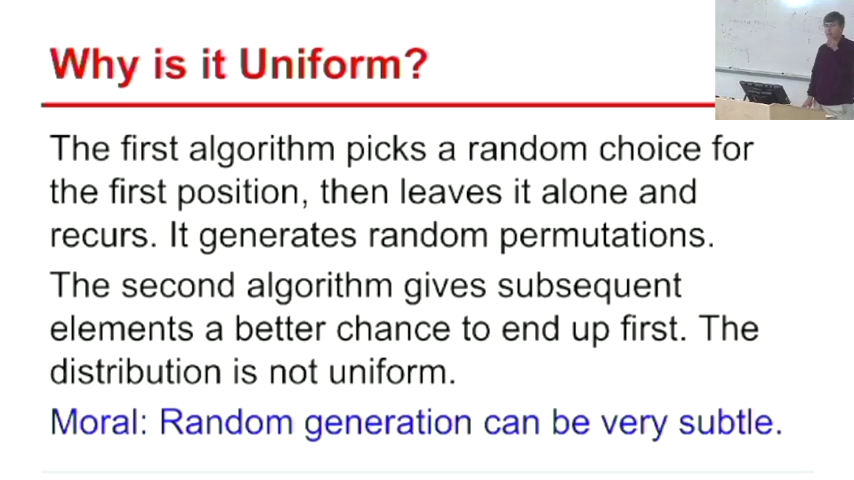 Why is it Uniform?
The first algorithm picks a random choice for
the first position, then leaves it alone and
recurs. It generates random permutations.
The second algorithm gives subsequent
elements a better chance to end up first. The
distribution is not uniform.
Moral: Random generation can be very subtle.